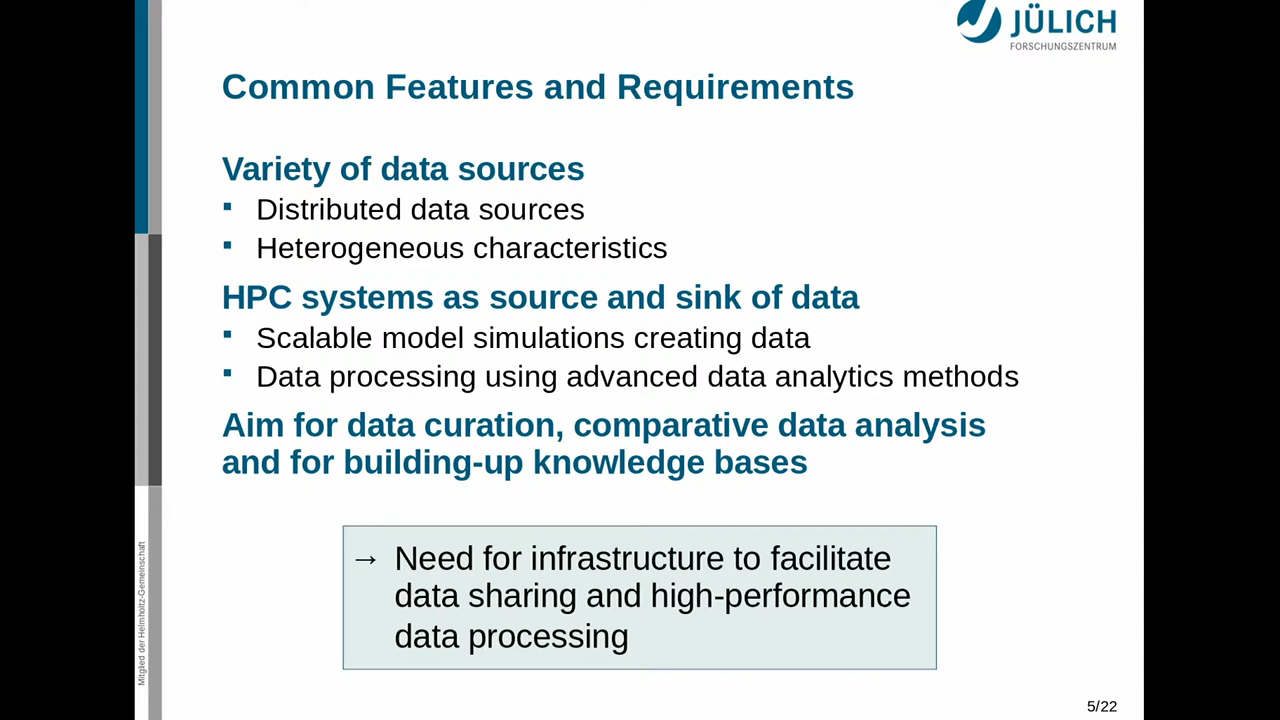 JÜLICH
FORSCHUNGSZENTRUM
Common Features and Requirements
Variety of data sources
▪ Distributed data sources
▪ Heterogeneous characteristics
HPC systems as source and sink of data
▪ Scalable model simulations creating data
▪ Data processing using advanced data analytics methods
Aim for data curation, comparative data analysis
and for building-up knowledge bases
→ Need for infrastructure to facilitate
data sharing and high-performance
data processing
Mitglied der Helmholtz-Gemeinschaft
5/22